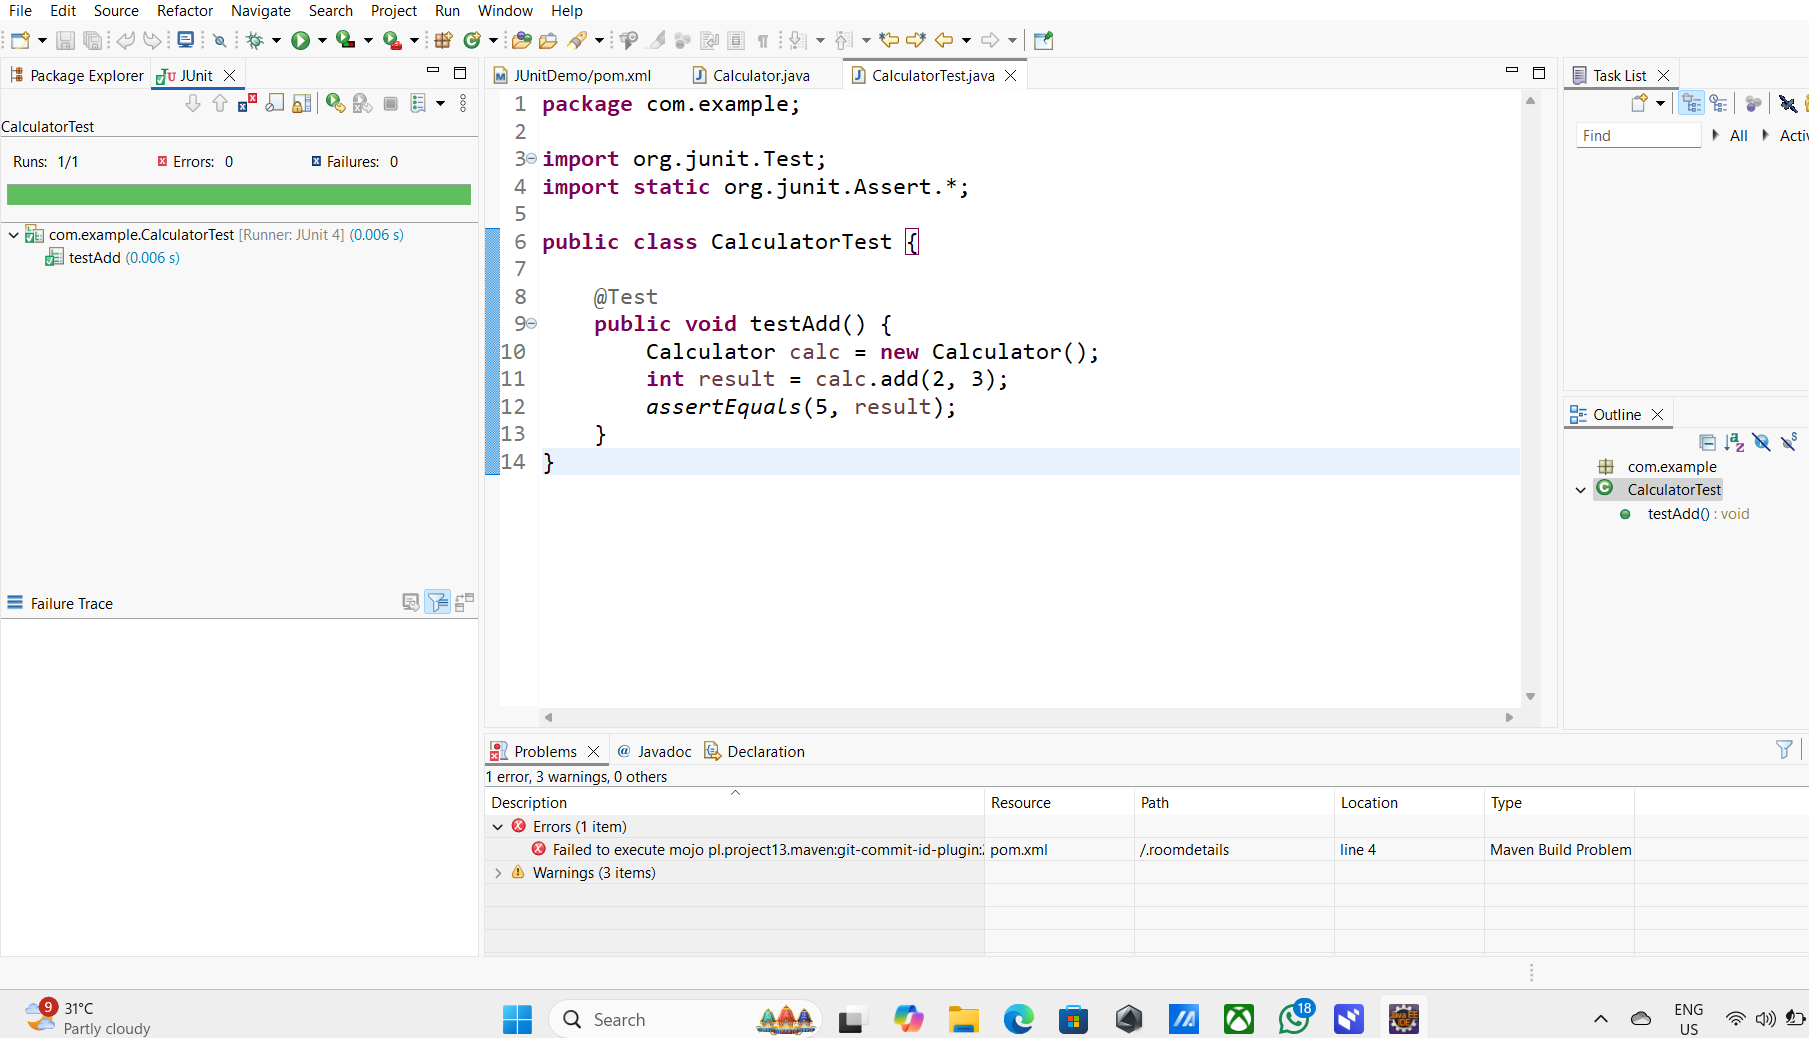 File Edit Source Refactor Navigate Search Project Run Window Help
Package Explorer JUnit
CalculatorTest
Runs: 1/1 Errors: 0 Failures: 0
com.example.CalculatorTest [Runner: JUnit 4] (0.006 s)
testAdd (0.006 s)
Failure Trace
JUnitDemo/pom.xml Calculator.java CalculatorTest.java
1 package com.example;
2
3 import org.junit.Test;
4 import static org.junit.Assert.*;
5
6 public class CalculatorTest {
7
8 @Test
9 public void testAdd() {
10 Calculator calc = new Calculator();
11 int result = calc.add(2, 3);
12 assertEquals(5, result);
13 }
14 }
Task List
Find All Activ
Outline
com.example
CalculatorTest
testAdd() : void
Problems Javadoc Declaration
1 error, 3 warnings, 0 others
Description Resource Path Location Type
Errors (1 item)
Failed to execute mojo pl.project13.maven:git-commit-id-plugin: pom.xml /.roomdetails line 4 Maven Build Problem
Warnings (3 items)
9
31°C
Partly cloudy
Search
Java EE
IDE
18
ENG
US